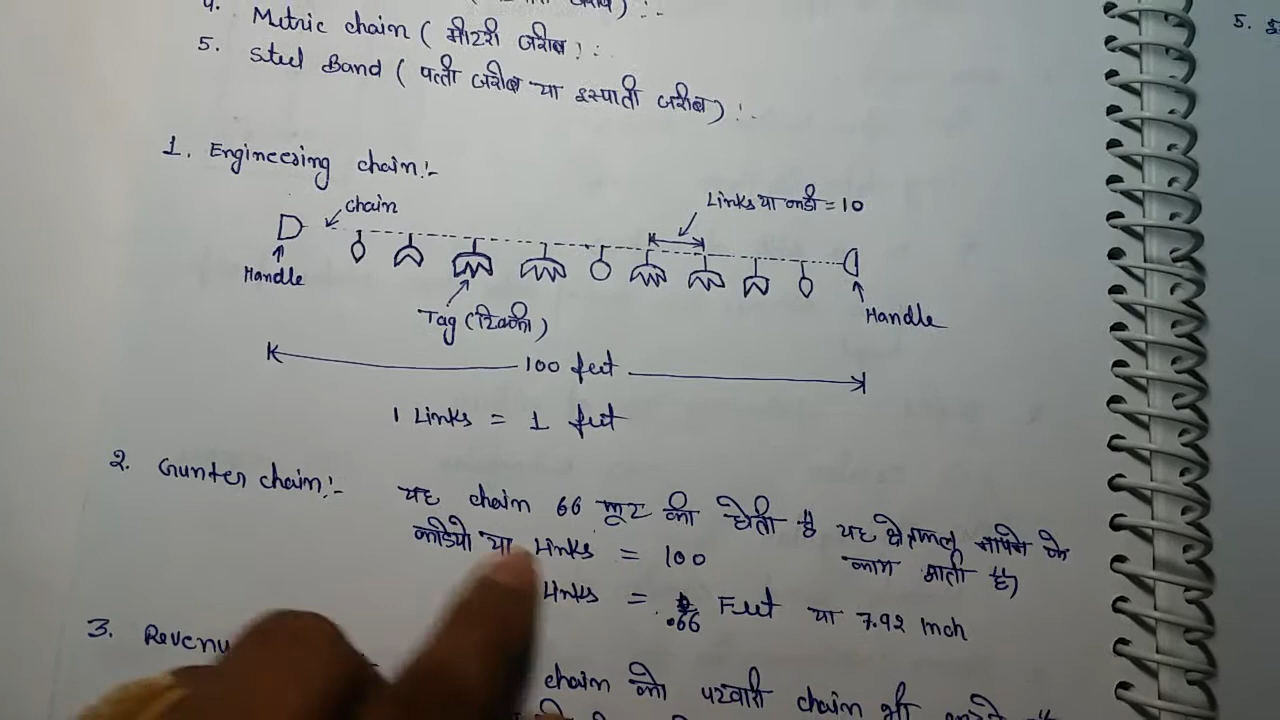 4. Metric chain ( मीटरी जरीब ) :-
5. Steel Band ( पत्ती जरीब या इस्पाती जरीब) :-
1. Engineering chain:-
chain
Links या कडी = 10
Handle
Tag (टिकली)
Handle
100 feet
1 Links = 1 feet
2. Gunter chain:- यह chain 66 फूट की होती है यह क्षेत्रफल नापने के
काम आती है)
कडियो या Links = 100
Links = .66 Feet या 7.92 Inch
3. Revenu
chain को पटवारी chain भी
5.